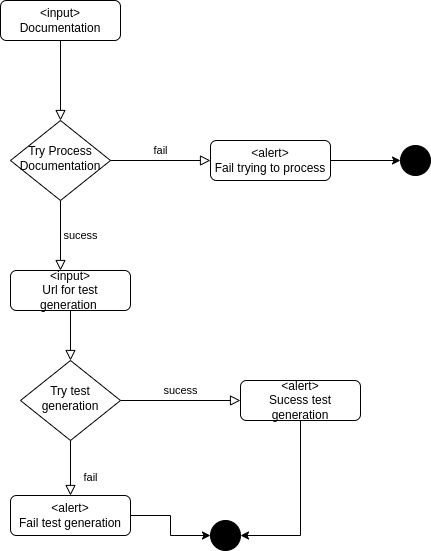 <input>
Documentation
Try Process
Documentation
fail
<alert>
Fail trying to process
sucess
<input>
Url for test
generation
Try test
generation
sucess
<alert>
Sucess test
generation
fail
<alert>
Fail test generation